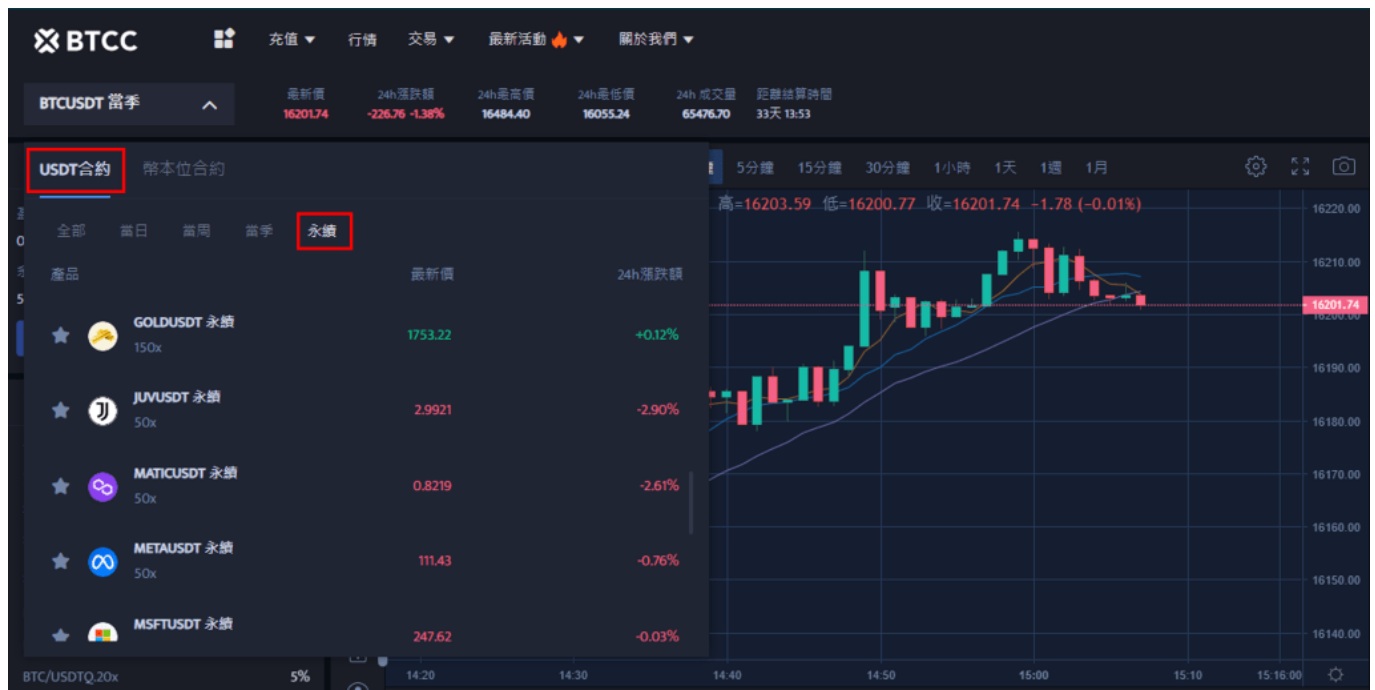 BTCC 充值 ▼ 行情 交易 ▼ 最新活動 ▼ 關於我們 ▼
BTCUSDT 當季
最新價 24h漲跌額 24h最高價 24h最低價 24h 成交量 距離結算時間
16201.74 -226.76 -1.38% 16484.40 16055.24 65476.70 33天 13:53
USDT合約 幣本位合約
5分鐘 15分鐘 30分鐘 1小時 1天 1週 1月
高=16203.59 低=16200.77 收=16201.74 -1.78 (-0.01%)
全部 當日 當周 當季 永續
產品 最新價 24h漲跌額
GOLDUSDT 永續
150x
1753.22 +0.12%
JUVUSDT 永續
50x
2.9921 -2.90%
MATICUSDT 永續
50x
0.8219 -2.61%
METAUSDT 永續
50x
111.43 -0.76%
MSFTUSDT 永續
247.62 -0.03%
16220.00
16210.00
16201.74
16200.00
16190.00
16180.00
16170.00
16160.00
16150.00
16140.00
BTC/USDTQ.20x 5%
14:20 14:30 14:40 14:50 15:00 15:10 15:16:00